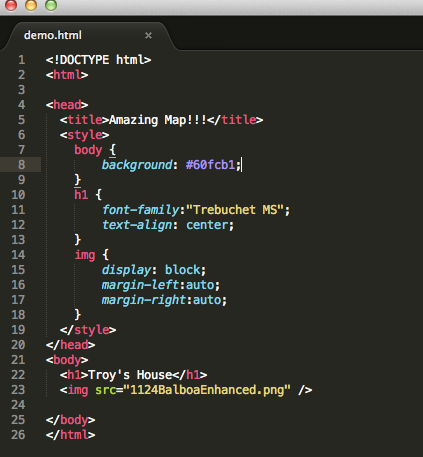 demo.html ×
1 <!DOCTYPE html>
2 <html>
3
4 <head>
5 <title>Amazing Map!!!</title>
6 <style>
7 body {
8 background: #60fcb1;
9 }
10 h1 {
11 font-family:"Trebuchet MS";
12 text-align: center;
13 }
14 img {
15 display: block;
16 margin-left:auto;
17 margin-right:auto;
18 }
19 </style>
20 </head>
21 <body>
22 <h1>Troy's House</h1>
23 <img src="1124BalboaEnhanced.png" />
24
25 </body>
26 </html>